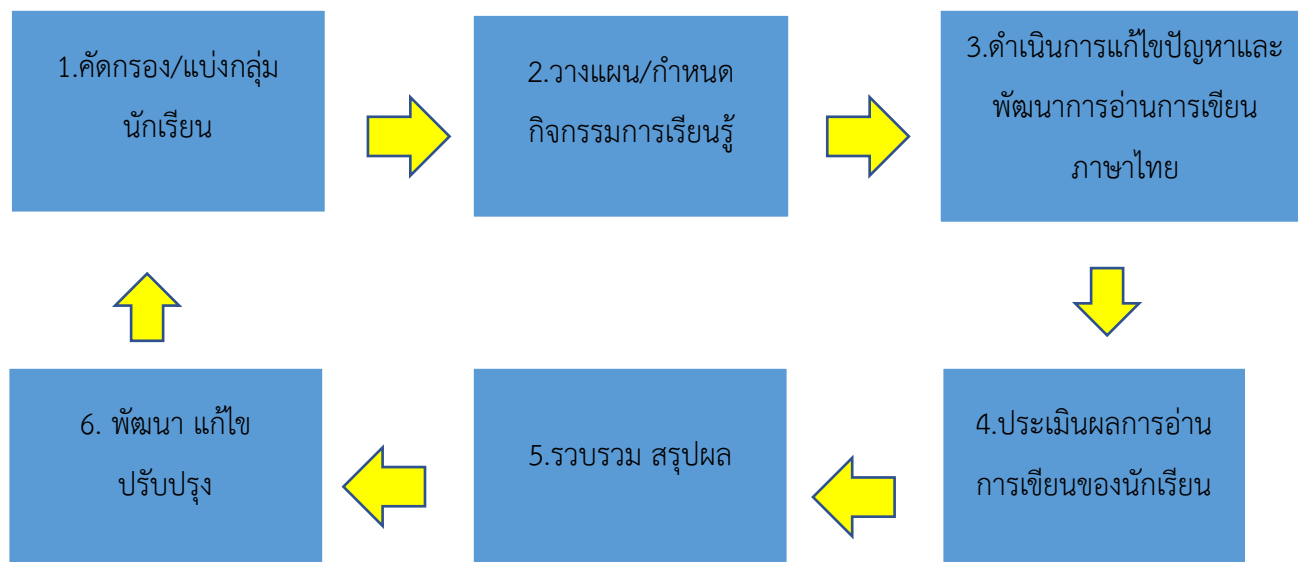 1.คัดกรอง/แบ่งกลุ่ม
นักเรียน
2.วางแผน/กำหนด
กิจกรรมการเรียนรู้
3.ดำเนินการแก้ไขปัญหาและ
พัฒนาการอ่านการเขียน
ภาษาไทย
4.ประเมินผลการอ่าน
การเขียนของนักเรียน
5.รวบรวม สรุปผล
6. พัฒนา แก้ไข
ปรับปรุง